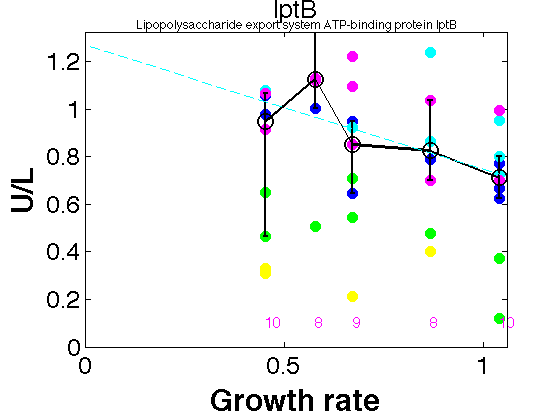 lptB
Lipopolysaccharide export system ATP-binding protein lptB
1.2
1
0.8
0.6
0.4
0.2
0
U/L
10 8 9 8 10
0 0.5 1
Growth rate